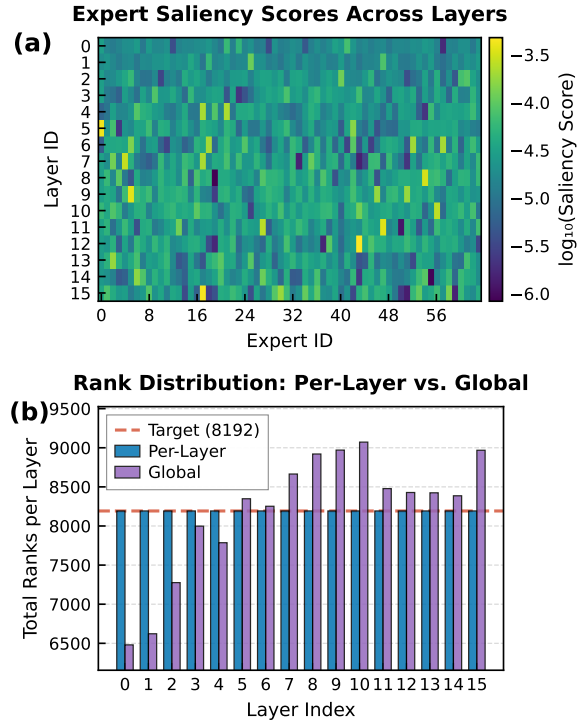 Expert Saliency Scores Across Layers
(a)
Layer ID
0
1
2
3
4
5
6
7
8
9
10
11
12
13
14
15
0 8 16 24 32 40 48 56
Expert ID
−3.5
−4.0
−4.5
−5.0
−5.5
−6.0
log₁₀(Saliency Score)
Rank Distribution: Per-Layer vs. Global
(b)
Total Ranks per Layer
9500
9000
8500
8000
7500
7000
6500
Target (8192)
Per-Layer
Global
0 1 2 3 4 5 6 7 8 9 10 11 12 13 14 15
Layer Index